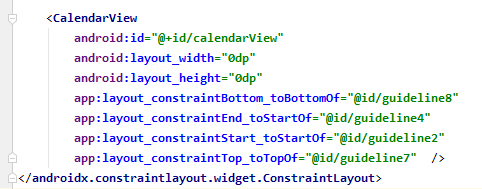 <CalendarView
android:id="@+id/calendarView"
android:layout_width="0dp"
android:layout_height="0dp"
app:layout_constraintBottom_toBottomOf="@id/guideline8"
app:layout_constraintEnd_toStartOf="@id/guideline4"
app:layout_constraintStart_toStartOf="@id/guideline2"
app:layout_constraintTop_toTopOf="@id/guideline7"  />
</androidx.constraintlayout.widget.ConstraintLayout>